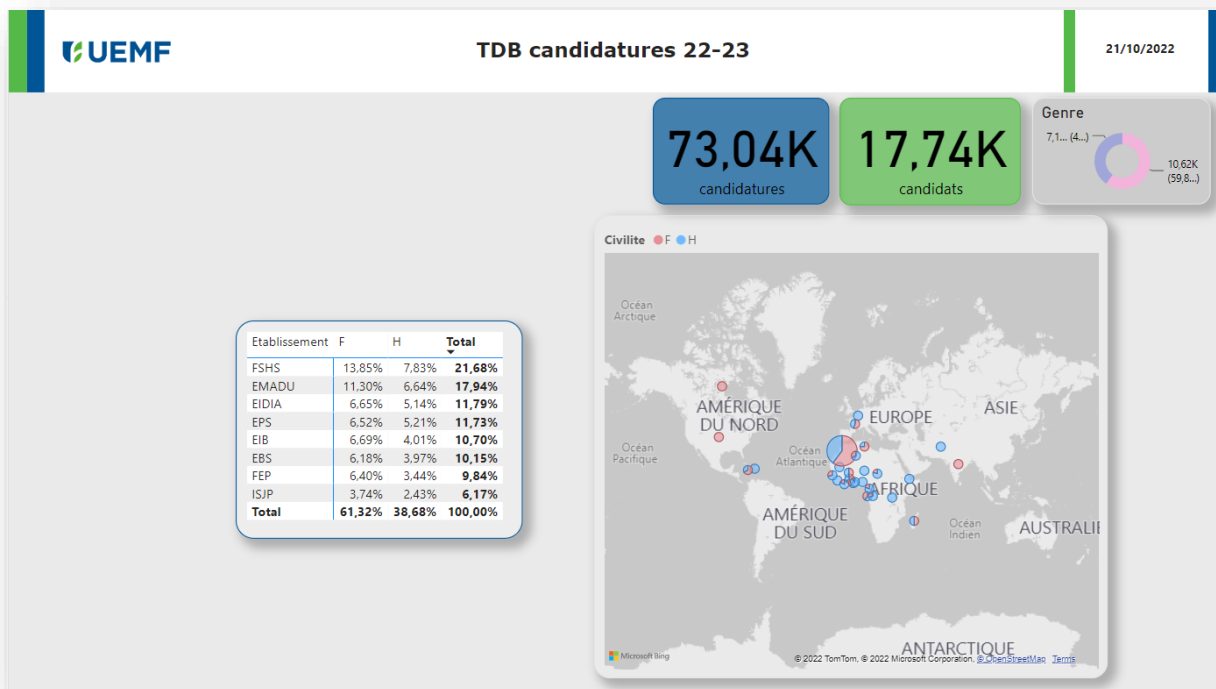 UEMF
TDB candidatures 22-23
21/10/2022
73,04K
candidatures
17,74K
candidats
Genre
7,1... (4...)
10,62K
(59,8...)
Civilite F H
Océan
Arctique
AMÉRIQUE
DU NORD
EUROPE
ASIE
Océan
Pacifique
Océan
Atlantique
AFRIQUE
AMÉRIQUE
DU SUD
Océan
Indien
AUSTRALIE
ANTARCTIQUE
Microsoft Bing
© 2022 TomTom, © 2022 Microsoft Corporation, © OpenStreetMap Terms
Etablissement F H Total
FSHS 13,85% 7,83% 21,68%
EMADU 11,30% 6,64% 17,94%
EIDIA 6,65% 5,14% 11,79%
EPS 6,52% 5,21% 11,73%
EIB 6,69% 4,01% 10,70%
EBS 6,18% 3,97% 10,15%
FEP 6,40% 3,44% 9,84%
ISJP 3,74% 2,43% 6,17%
Total 61,32% 38,68% 100,00%